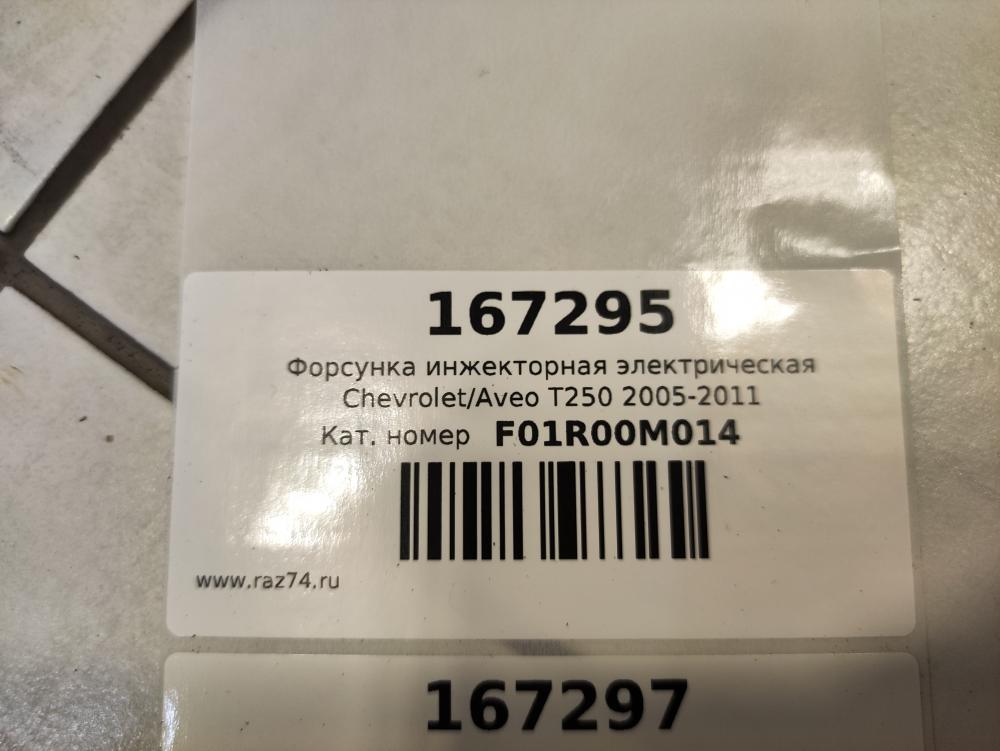 167295
Форсунка инжекторная электрическая
Chevrolet/Aveo T250 2005-2011
Кат. номер F01R00M014
www.raz74.ru
167297